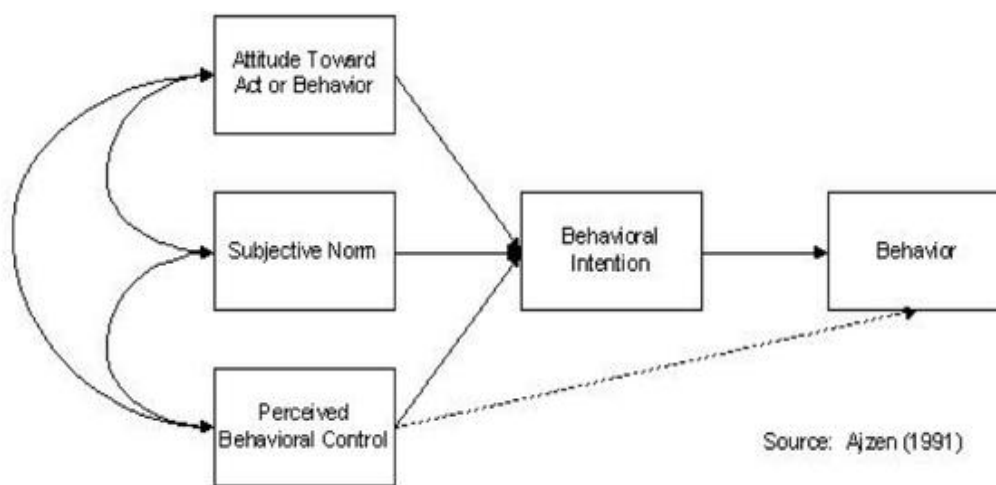 Attitude Toward
Act or Behavior
Subjective Norm
Behavioral
Intention
Behavior
Perceived
Behavioral Control
Source: Ajzen (1991)